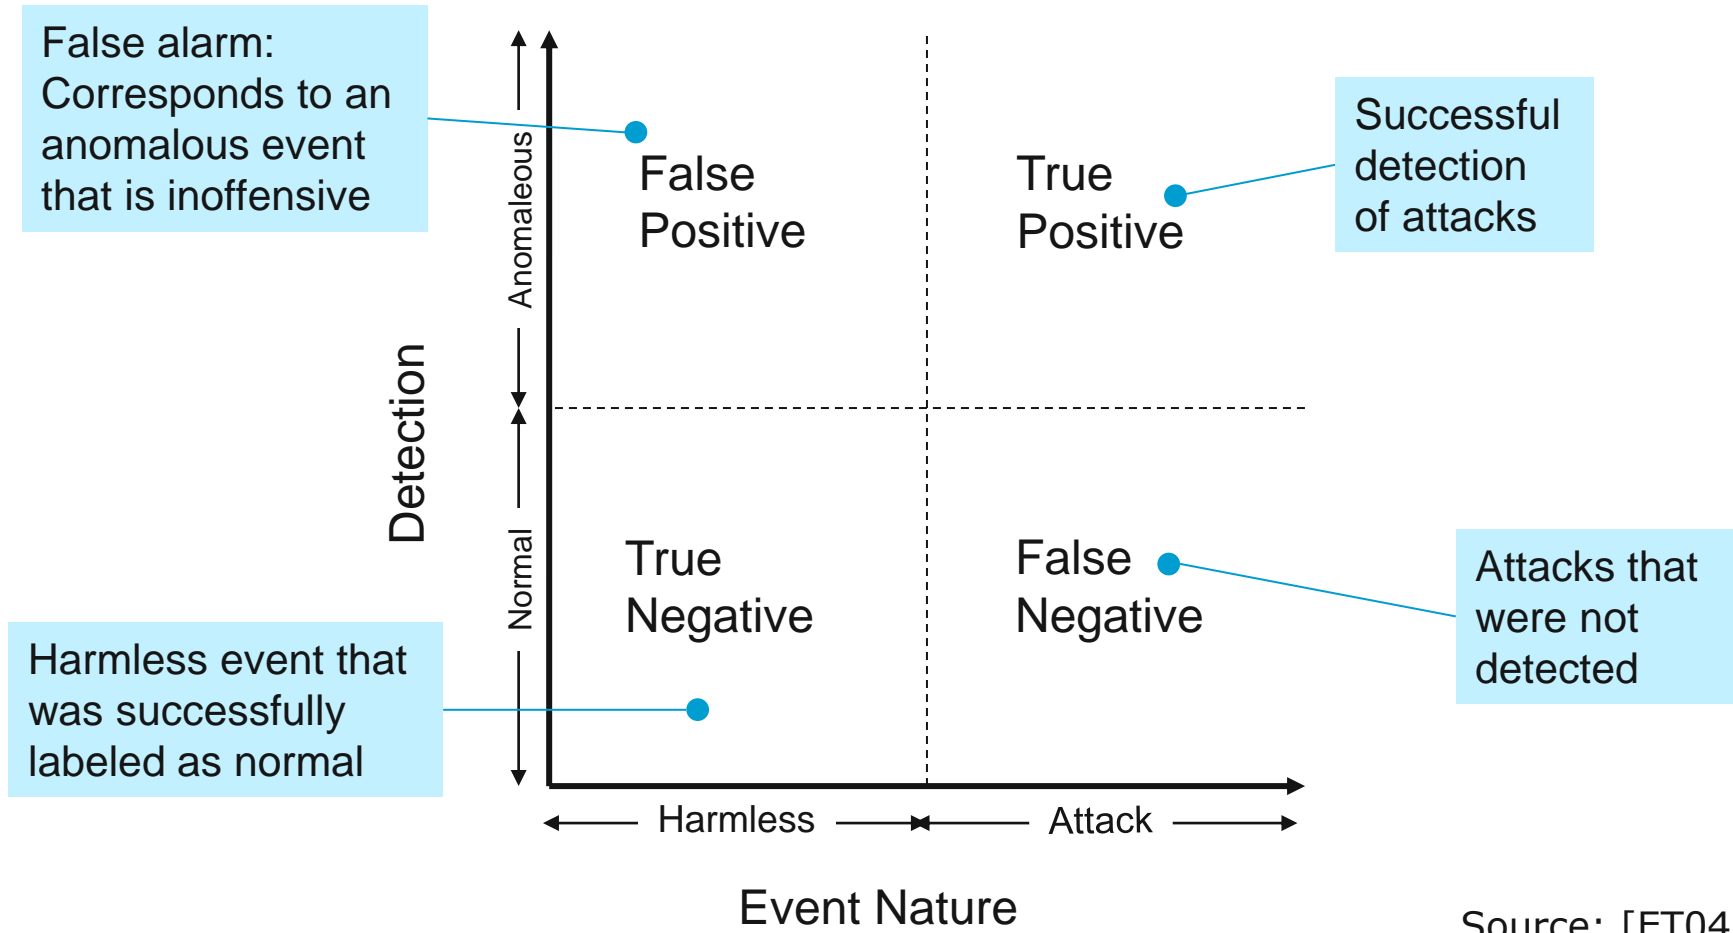 False alarm:
Corresponds to an
anomalous event
that is inoffensive
Anomaleous
False
Positive
True
Positive
Successful
detection
of attacks
Detection
Normal
True
Negative
False
Negative
Attacks that
were not
detected
Harmless event that
was successfully
labeled as normal
Harmless
Attack
Event Nature
Source: [ET04